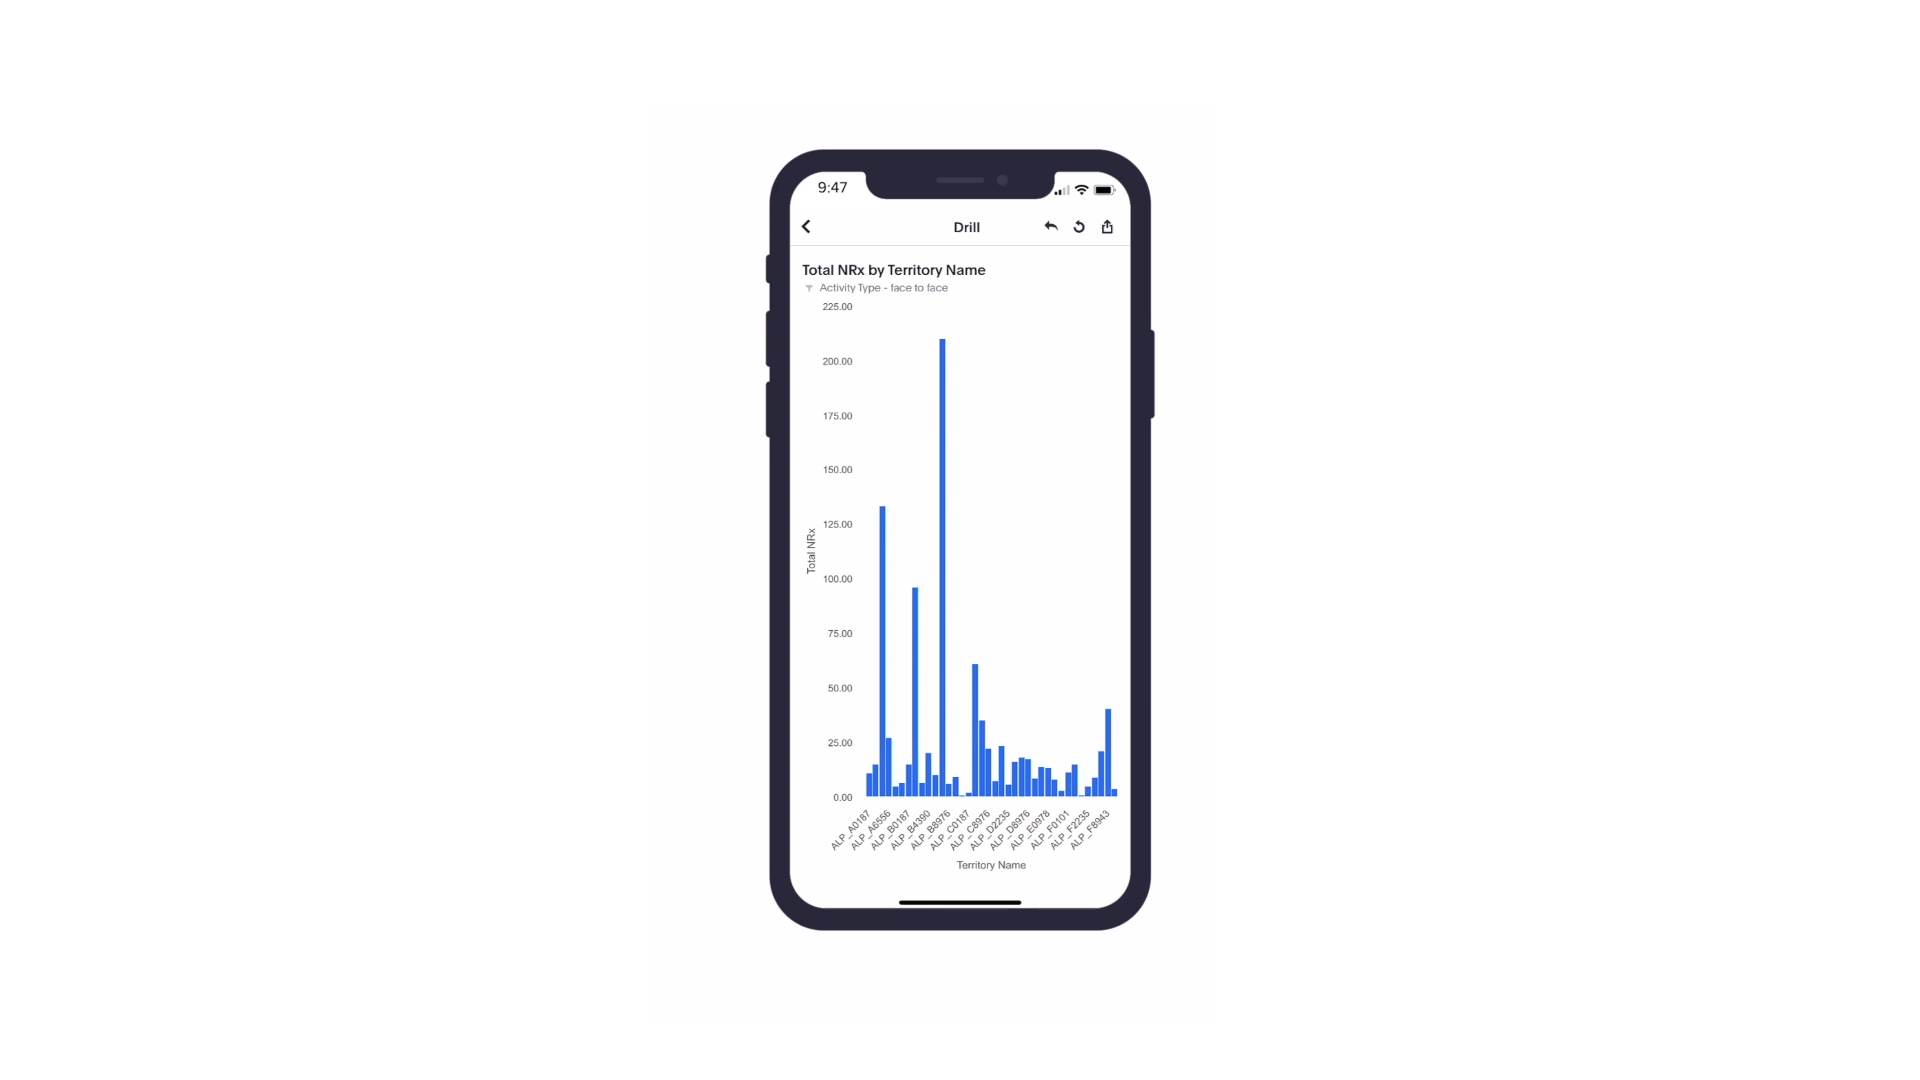 9:47
Drill
Total NRx by Territory Name
Activity Type - face to face
225.00
200.00
175.00
150.00
125.00
100.00
75.00
50.00
25.00
0.00
Total NRx
ALP_A0187
ALP_A6556
ALP_B0187
ALP_B4390
ALP_B8976
ALP_C0187
ALP_C8976
ALP_D2235
ALP_D8976
ALP_E0978
ALP_F0101
ALP_F2235
ALP_F8943
Territory Name